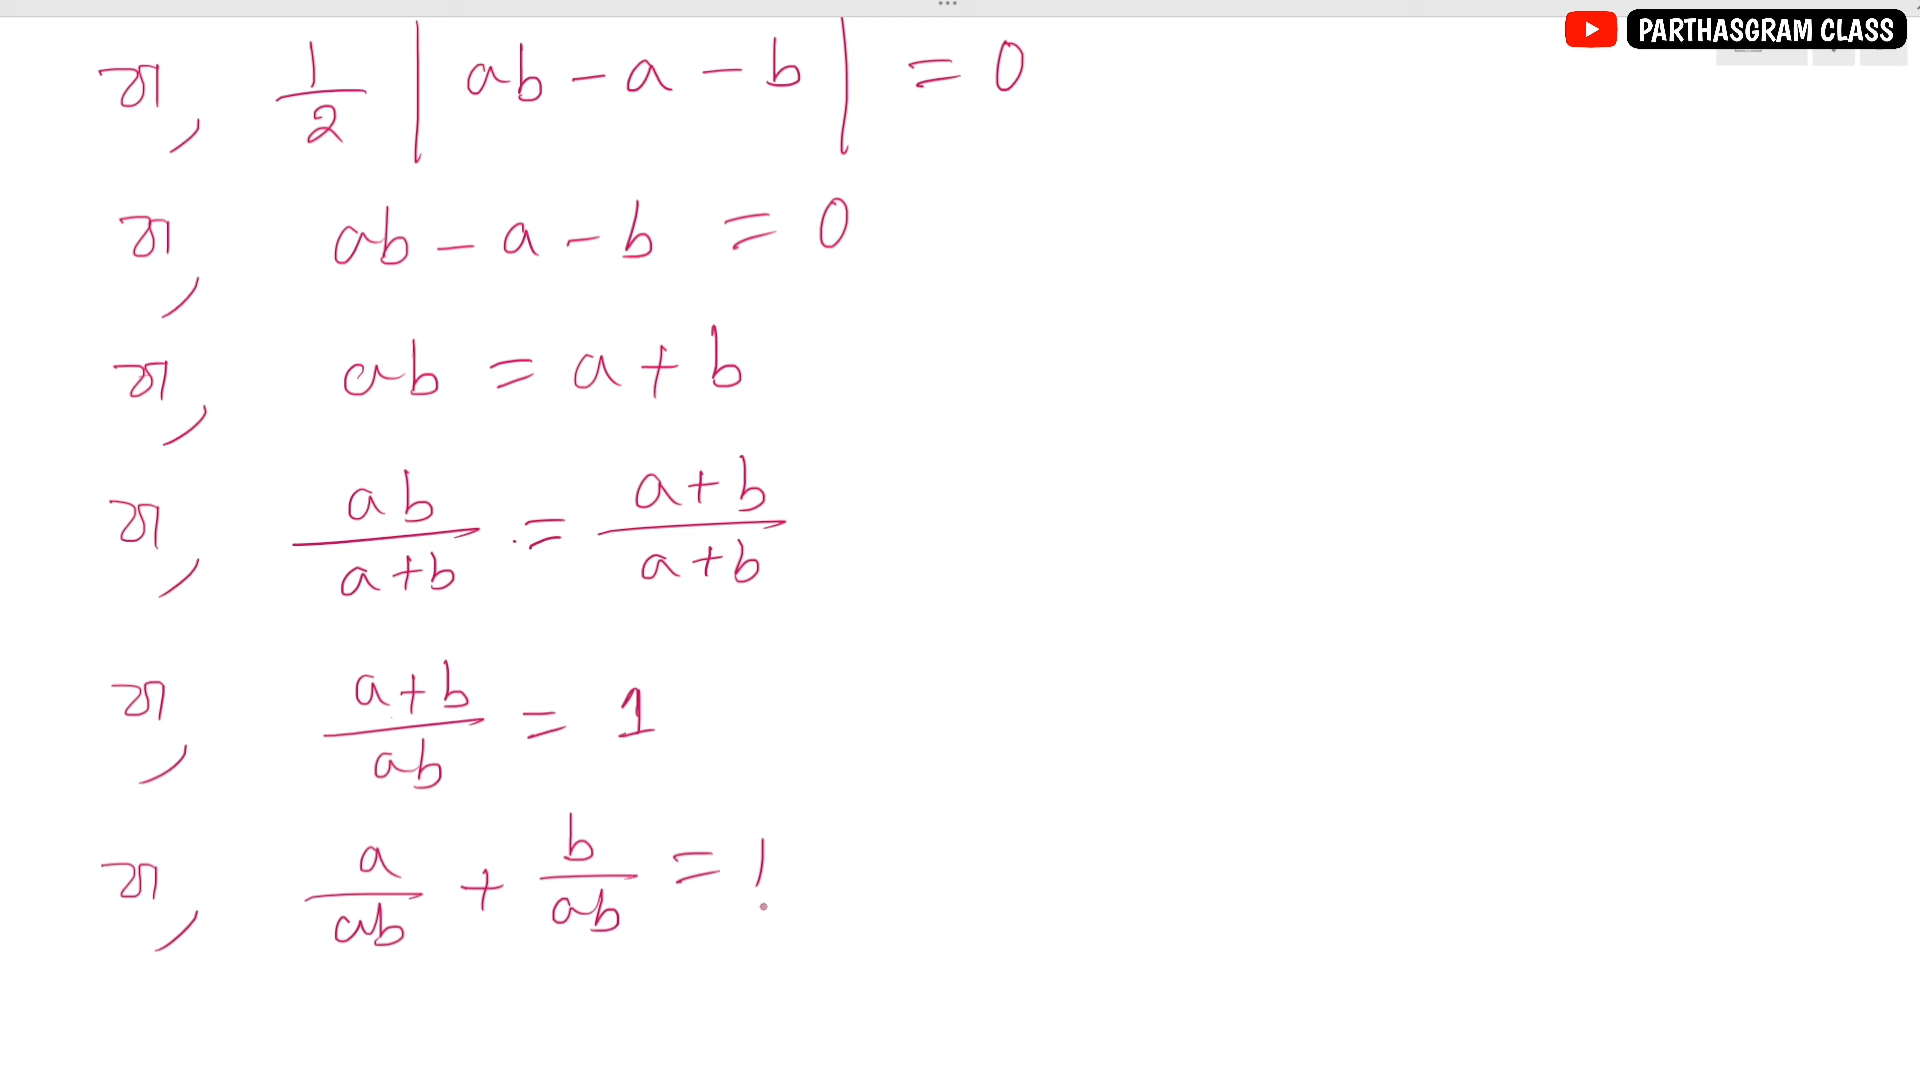 PARTHASGRAM CLASS
বা, 1/2 | ab - a - b | = 0
বা, ab - a - b = 0
বা, ab = a + b
বা, ab/a+b = a+b/a+b
বা, a+b/ab = 1
বা, a/ab + b/ab = 1